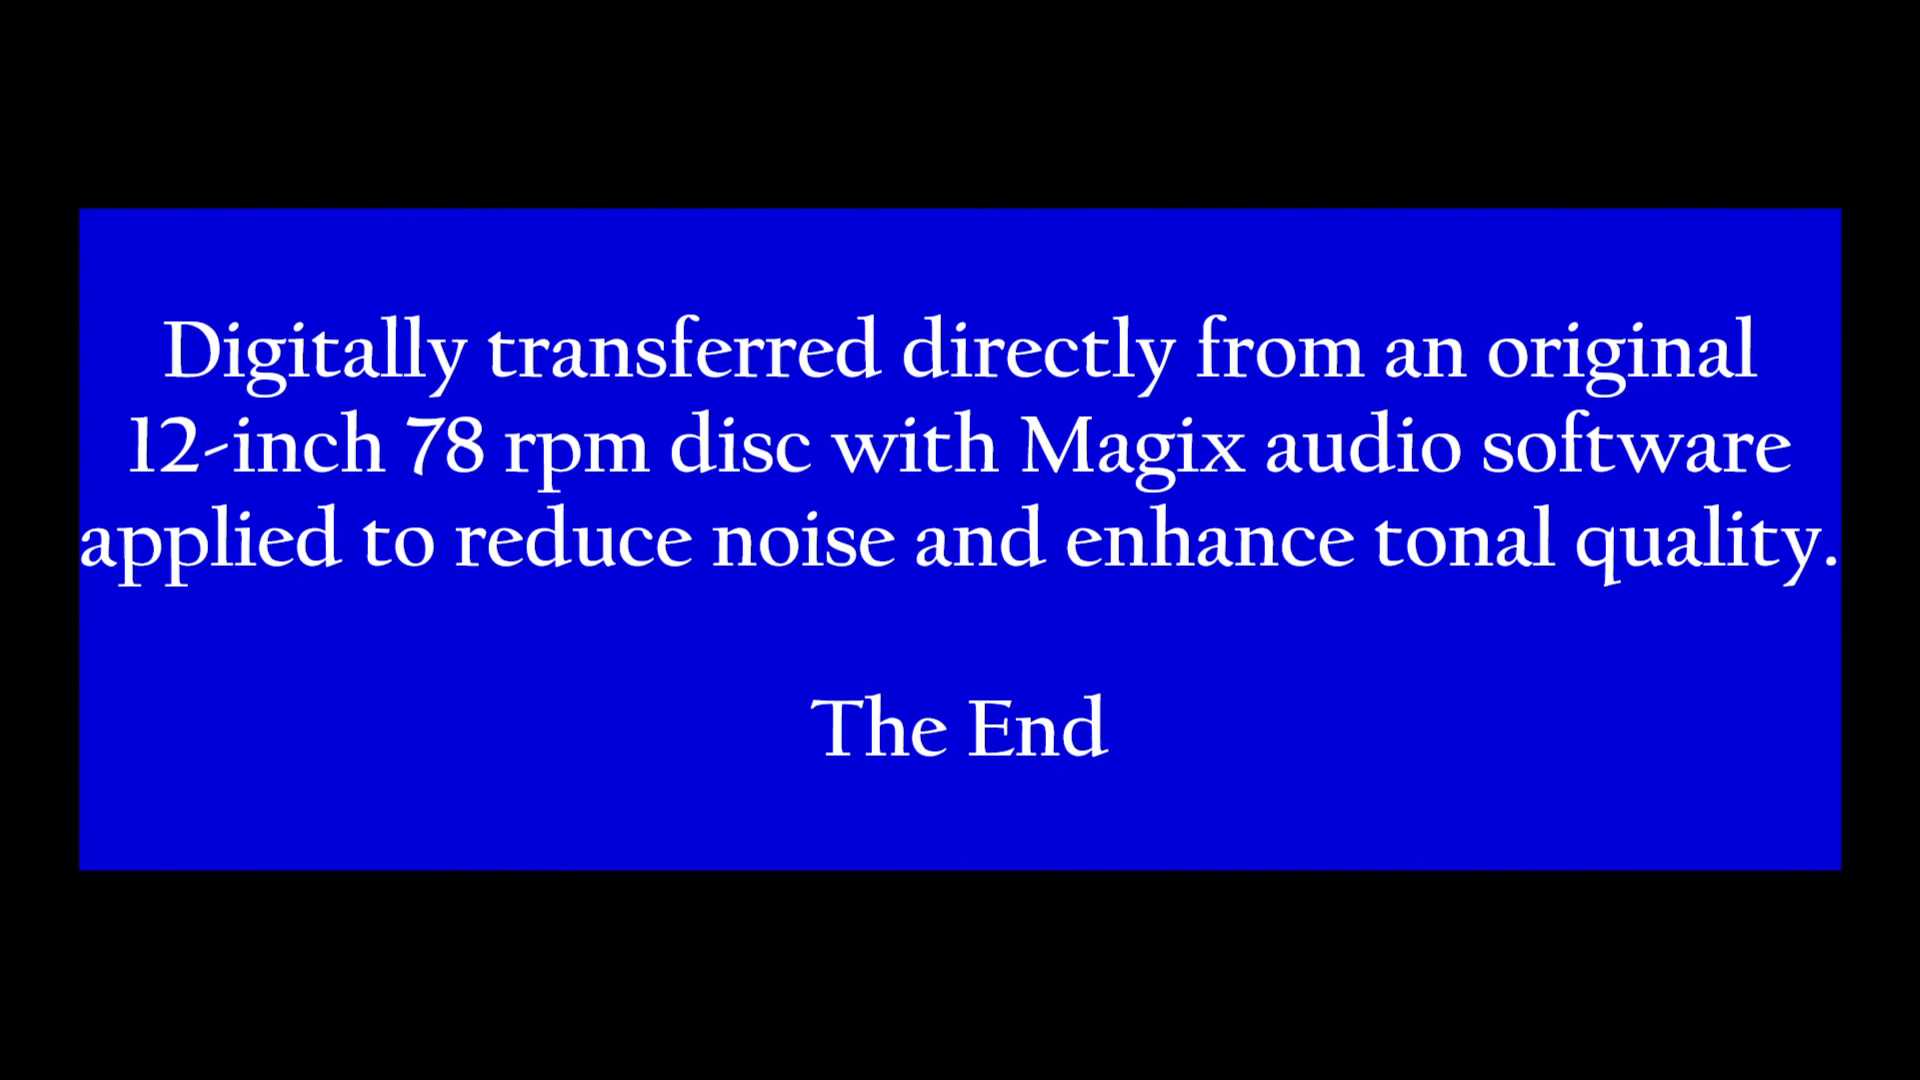 Digitally transferred directly from an original
12-inch 78 rpm disc with Magix audio software
applied to reduce noise and enhance tonal quality.
The End